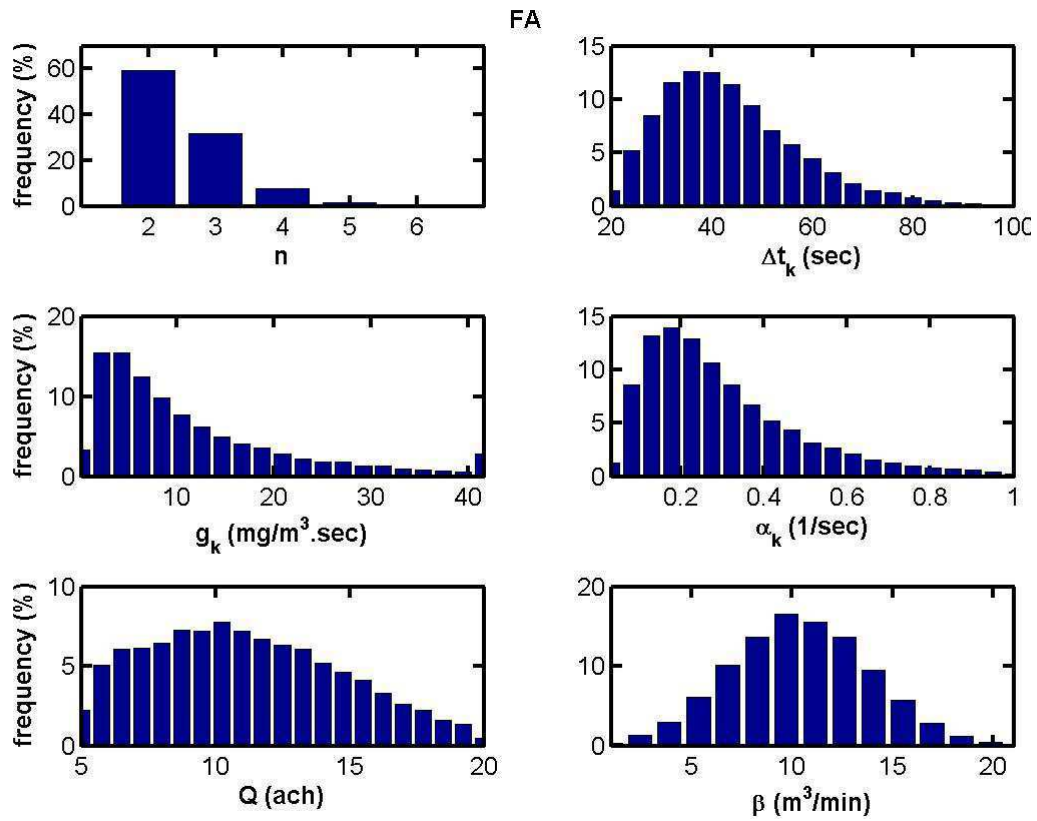 FA
frequency (%)
60
40
20
0
2 3 4 5 6
n
15
10
5
0
20 40 60 80 100
Δt_k (sec)
frequency (%)
20
10
0
10 20 30 40
g_k (mg/m³.sec)
15
10
5
0
0.2 0.4 0.6 0.8 1
α_k (1/sec)
frequency (%)
10
5
0
5 10 15 20
Q (ach)
20
10
0
5 10 15 20
β (m³/min)